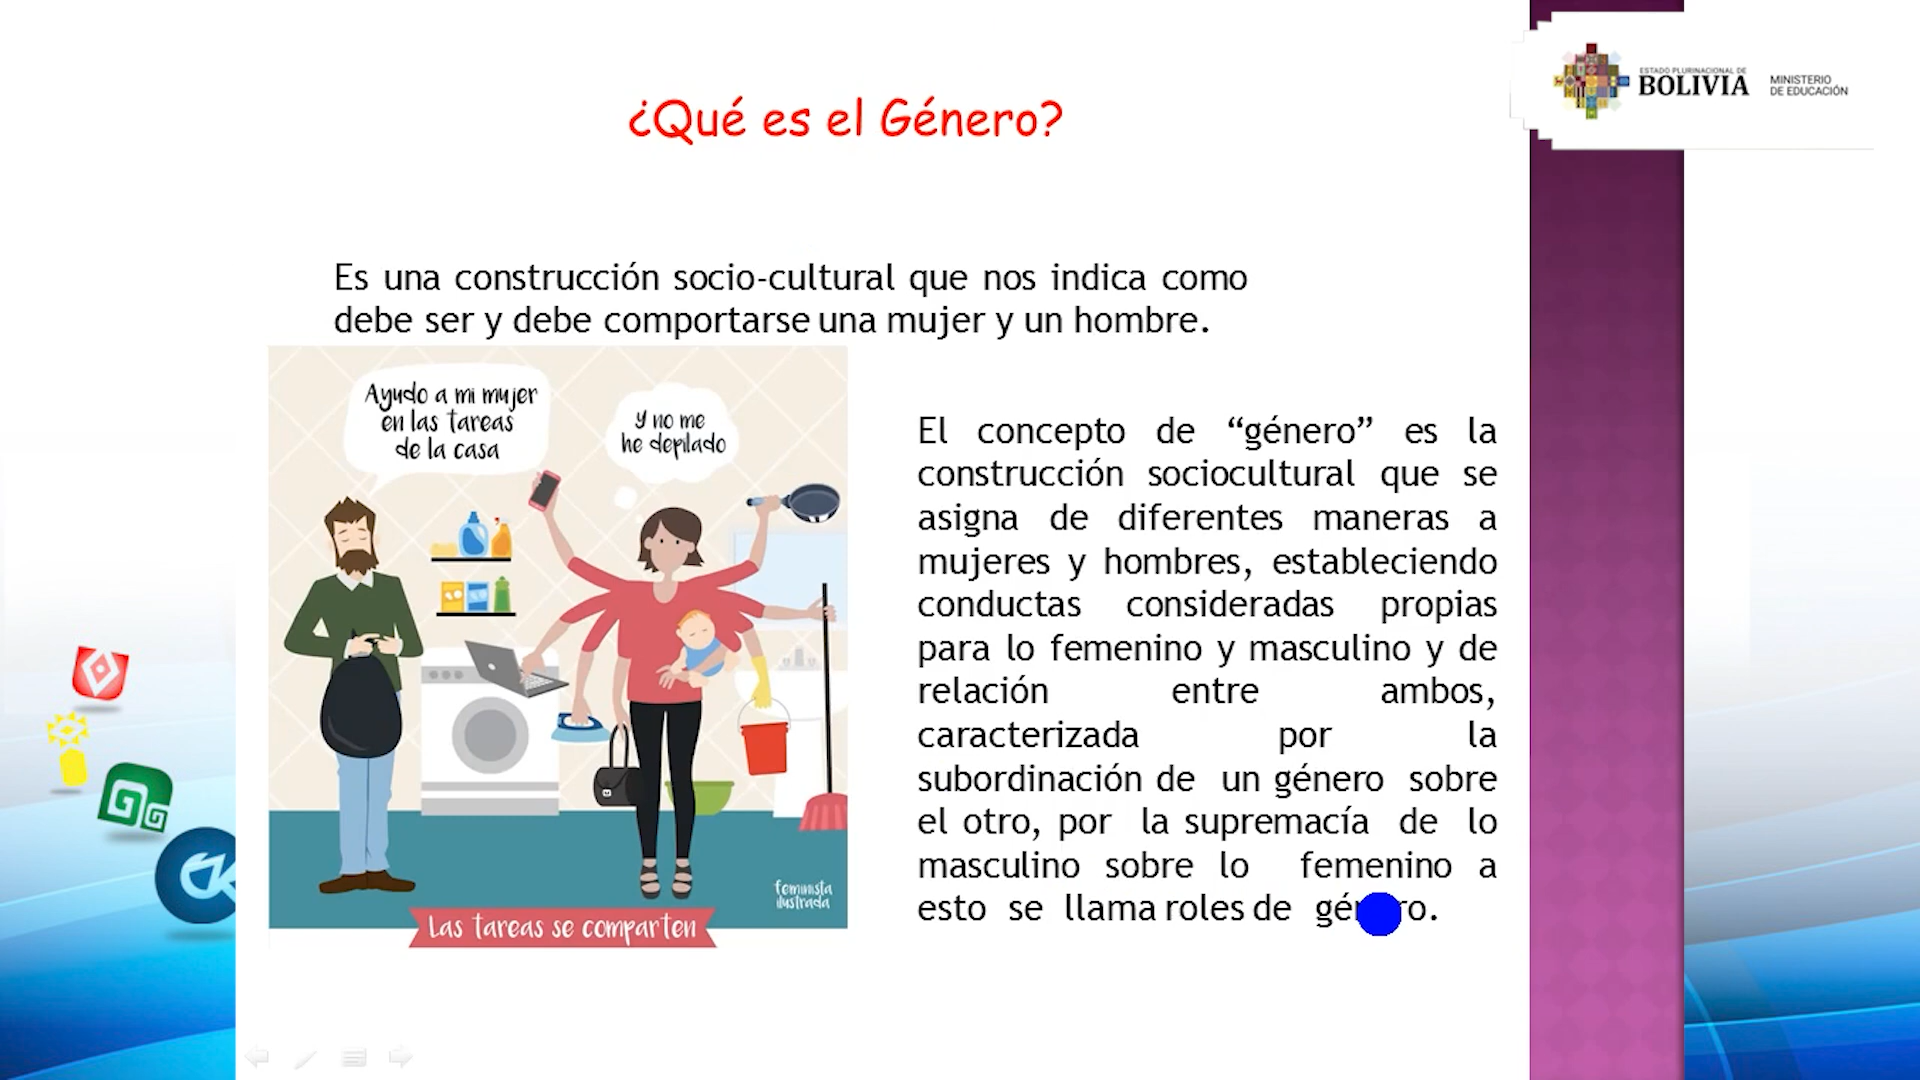 ESTADO PLURINACIONAL DE
BOLIVIA
MINISTERIO
DE EDUCACIÓN
¿Qué es el Género?
Es una construcción socio-cultural que nos indica como
debe ser y debe comportarse una mujer y un hombre.
Ayudo a mi mujer
en las tareas
de la casa
Y no me
he depilado
feminista
ilustrada
Las tareas se comparten
El concepto de “género” es la
construcción sociocultural que se
asigna de diferentes maneras a
mujeres y hombres, estableciendo
conductas consideradas propias
para lo femenino y masculino y de
relación entre ambos,
caracterizada por la
subordinación de un género sobre
el otro, por la supremacía de lo
masculino sobre lo femenino a
esto se llama roles de género.